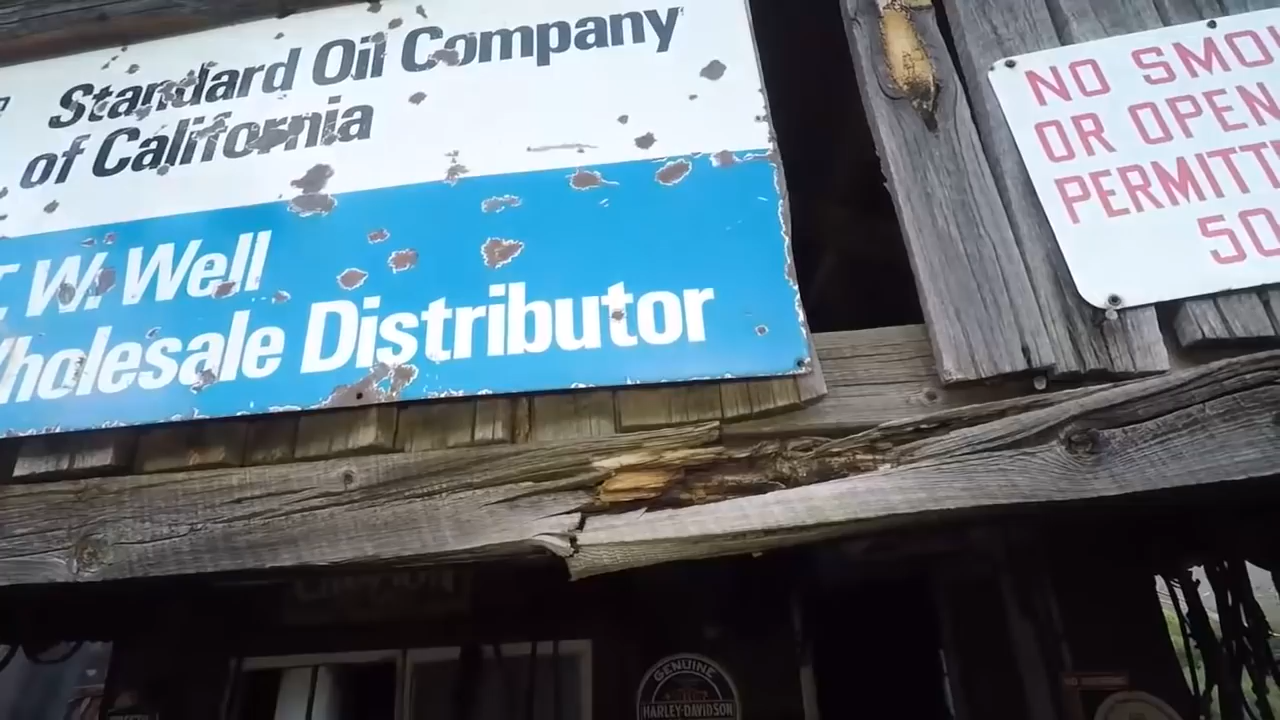 Standard Oil Company
of California
W. Well
Wholesale Distributor
NO SMO
OR OPEN
PERMITT
50
GENUINE
HARLEY-DAVIDSON